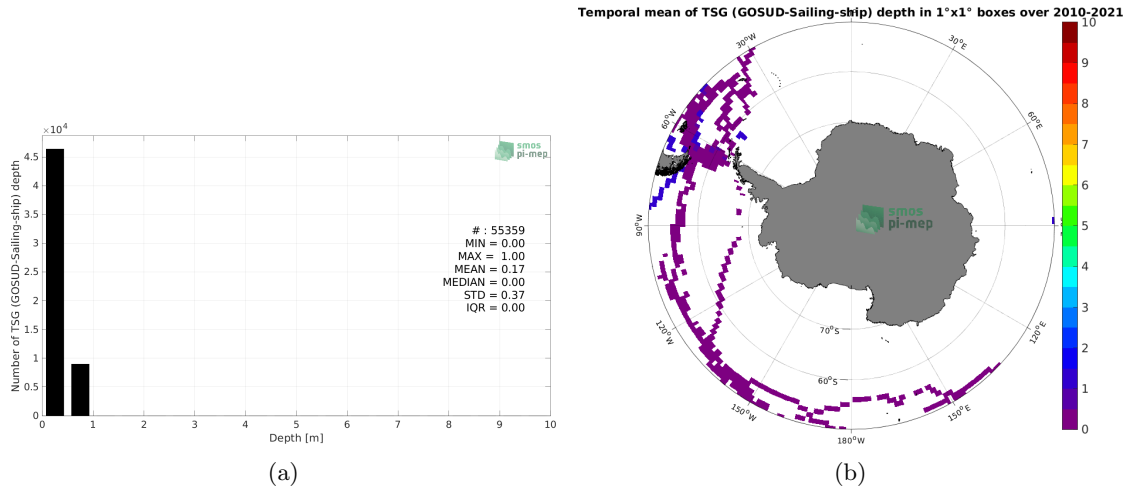 Temporal mean of TSG (GOSUD-Sailing-ship) depth in 1°x1° boxes over 2010-2021
×10⁴
Number of TSG (GOSUD-Sailing-ship) depth
4.5
4
3.5
3
2.5
2
1.5
1
0.5
0
0 1 2 3 4 5 6 7 8 9 10
Depth [m]
smos
pi-mep
# : 55359
MIN = 0.00
MAX = 1.00
MEAN = 0.17
MEDIAN = 0.00
STD = 0.37
IQR = 0.00
(a)
30°W
30°E
60°W
60°E
90°W
120°W
120°E
150°W
150°E
180°W
70°S
60°S
smos
pi-mep
10
9
8
7
6
5
4
3
2
1
0
(b)